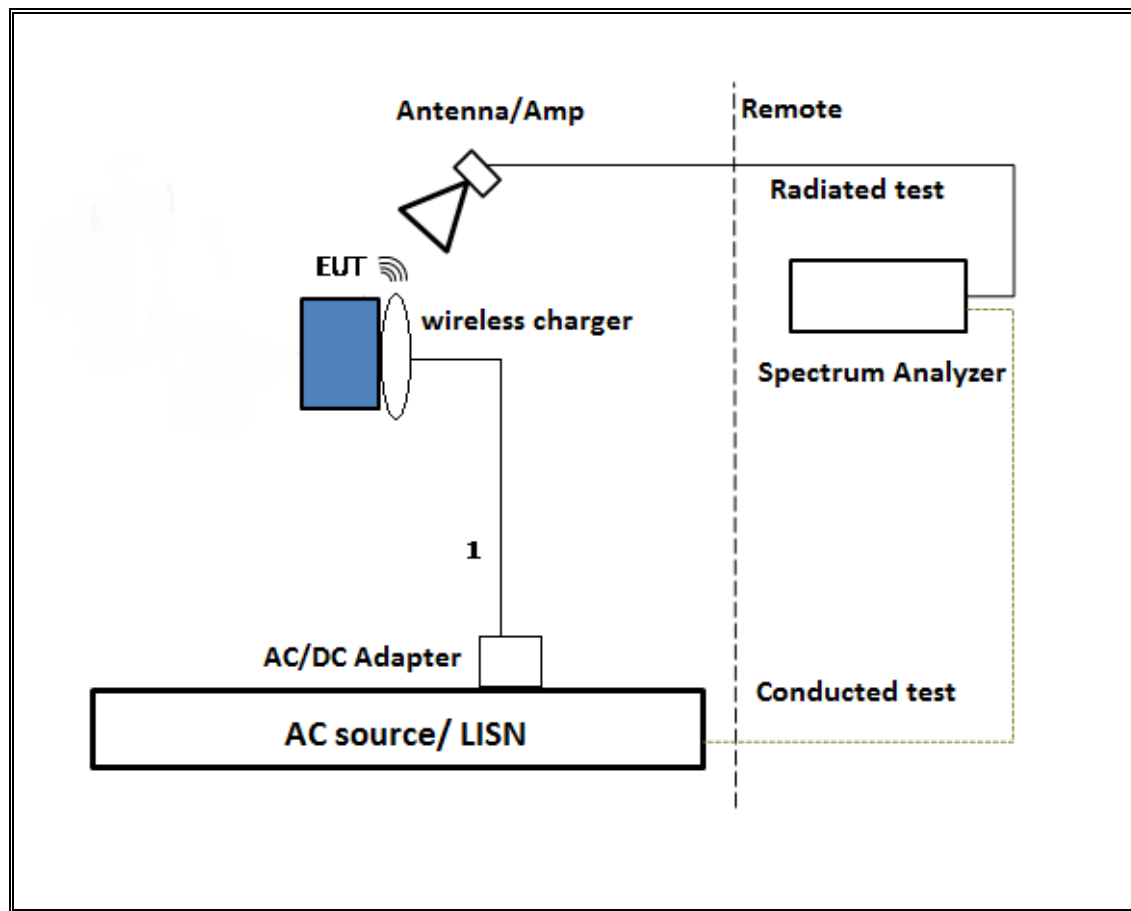 Antenna/Amp
Remote
Radiated test
EUT
wireless charger
Spectrum Analyzer
1
AC/DC Adapter
Conducted test
AC source/ LISN